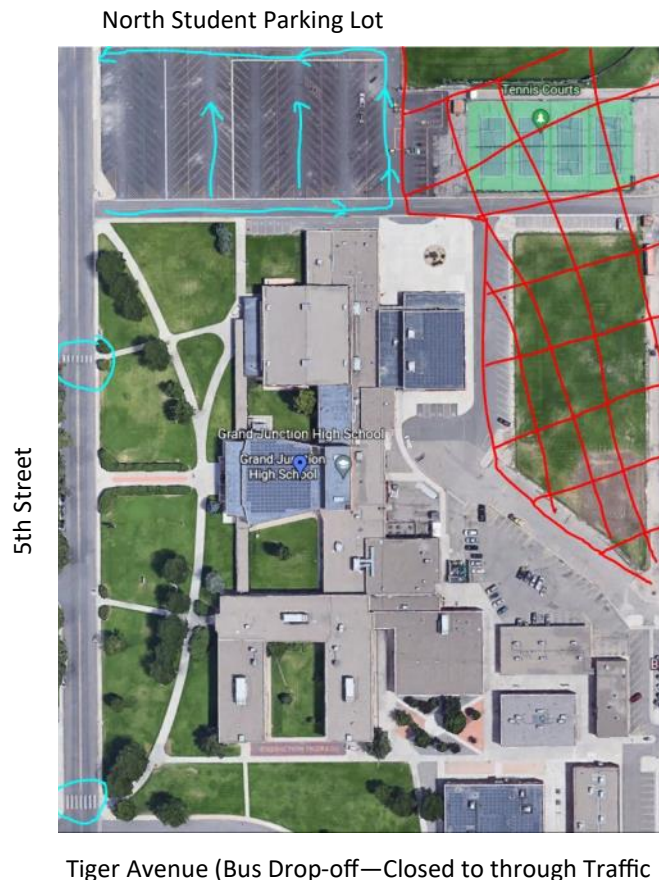 North Student Parking Lot
Tennis Courts
Grand Junction High School
Grand Junction
High School
5th Street
Tiger Avenue (Bus Drop-off—Closed to through Traffic